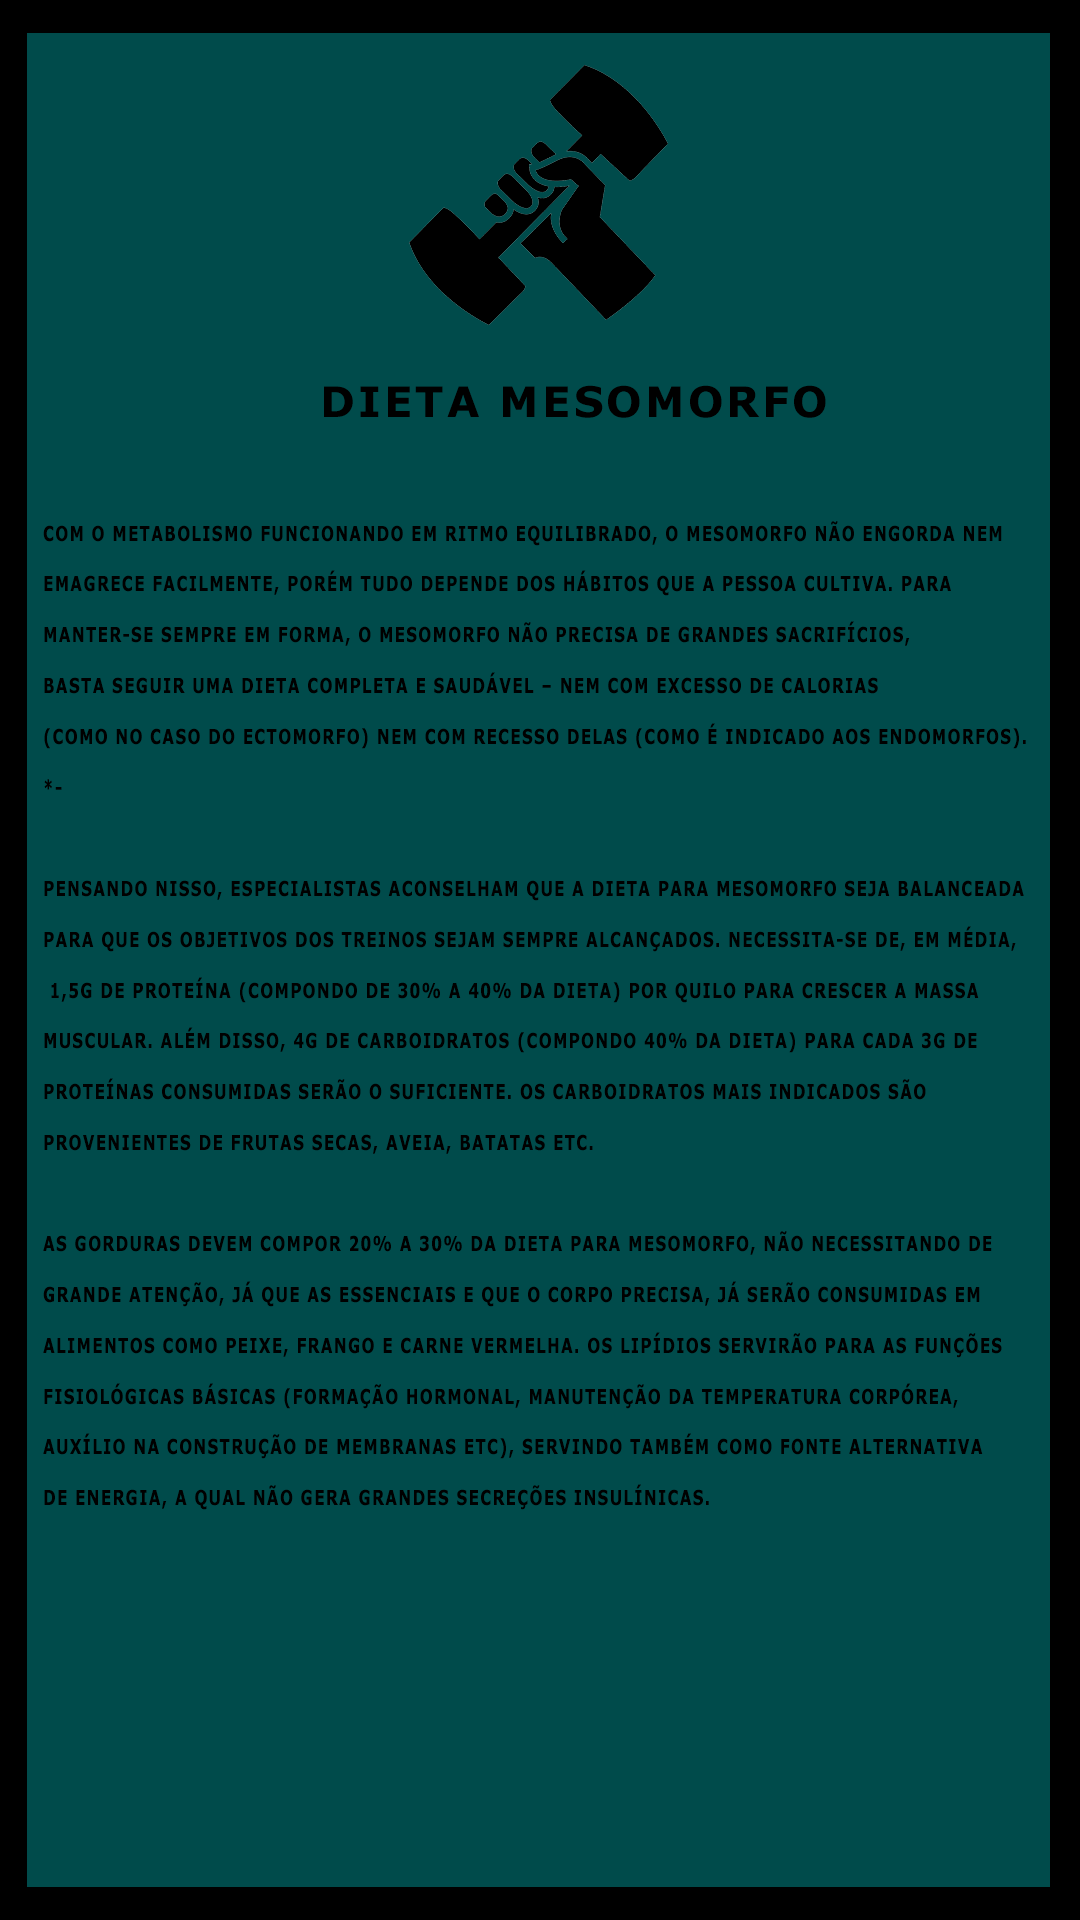 DIETA MESOMORFO
COM O METABOLISMO FUNCIONANDO EM RITMO EQUILIBRADO, O MESOMORFO NÃO ENGORDA NEM
EMAGRECE FACILMENTE, PORÉM TUDO DEPENDE DOS HÁBITOS QUE A PESSOA CULTIVA. PARA
MANTER-SE SEMPRE EM FORMA, O MESOMORFO NÃO PRECISA DE GRANDES SACRIFÍCIOS,
BASTA SEGUIR UMA DIETA COMPLETA E SAUDÁVEL – NEM COM EXCESSO DE CALORIAS
(COMO NO CASO DO ECTOMORFO) NEM COM RECESSO DELAS (COMO É INDICADO AOS ENDOMORFOS).
*-
PENSANDO NISSO, ESPECIALISTAS ACONSELHAM QUE A DIETA PARA MESOMORFO SEJA BALANCEADA
PARA QUE OS OBJETIVOS DOS TREINOS SEJAM SEMPRE ALCANÇADOS. NECESSITA-SE DE, EM MÉDIA,
1,5G DE PROTEÍNA (COMPONDO DE 30% A 40% DA DIETA) POR QUILO PARA CRESCER A MASSA
MUSCULAR. ALÉM DISSO, 4G DE CARBOIDRATOS (COMPONDO 40% DA DIETA) PARA CADA 3G DE
PROTEÍNAS CONSUMIDAS SERÃO O SUFICIENTE. OS CARBOIDRATOS MAIS INDICADOS SÃO
PROVENIENTES DE FRUTAS SECAS, AVEIA, BATATAS ETC.
AS GORDURAS DEVEM COMPOR 20% A 30% DA DIETA PARA MESOMORFO, NÃO NECESSITANDO DE
GRANDE ATENÇÃO, JÁ QUE AS ESSENCIAIS E QUE O CORPO PRECISA, JÁ SERÃO CONSUMIDAS EM
ALIMENTOS COMO PEIXE, FRANGO E CARNE VERMELHA. OS LIPÍDIOS SERVIRÃO PARA AS FUNÇÕES
FISIOLÓGICAS BÁSICAS (FORMAÇÃO HORMONAL, MANUTENÇÃO DA TEMPERATURA CORPÓREA,
AUXÍLIO NA CONSTRUÇÃO DE MEMBRANAS ETC), SERVINDO TAMBÉM COMO FONTE ALTERNATIVA
DE ENERGIA, A QUAL NÃO GERA GRANDES SECREÇÕES INSULÍNICAS.